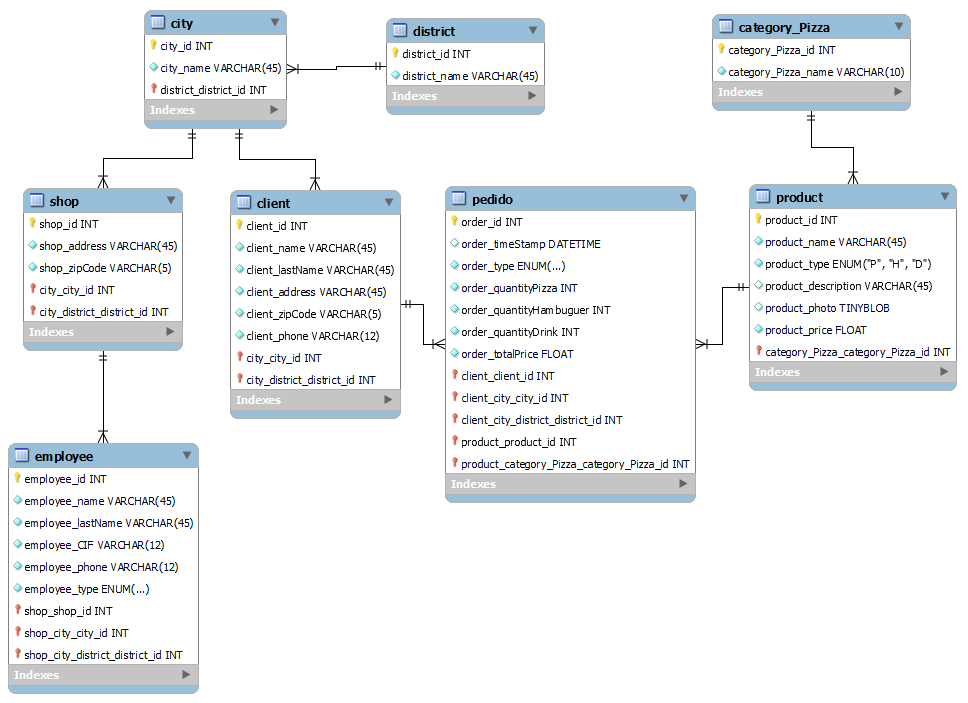 city
city_id INT
city_name VARCHAR(45)
district_district_id INT
Indexes
district
district_id INT
district_name VARCHAR(45)
Indexes
category_Pizza
category_Pizza_id INT
category_Pizza_name VARCHAR(10)
Indexes
shop
shop_id INT
shop_address VARCHAR(45)
shop_zipCode VARCHAR(5)
city_city_id INT
city_district_district_id INT
Indexes
client
client_id INT
client_name VARCHAR(45)
client_lastName VARCHAR(45)
client_address VARCHAR(45)
client_zipCode VARCHAR(5)
client_phone VARCHAR(12)
city_city_id INT
city_district_district_id INT
Indexes
pedido
order_id INT
order_timeStamp DATETIME
order_type ENUM(...)
order_quantityPizza INT
order_quantityHambuguer INT
order_quantityDrink INT
order_totalPrice FLOAT
client_client_id INT
client_city_city_id INT
client_city_district_district_id INT
product_product_id INT
product_category_Pizza_category_Pizza_id INT
Indexes
product
product_id INT
product_name VARCHAR(45)
product_type ENUM("P", "H", "D")
product_description VARCHAR(45)
product_photo TINYBLOB
product_price FLOAT
category_Pizza_category_Pizza_id INT
Indexes
employee
employee_id INT
employee_name VARCHAR(45)
employee_lastName VARCHAR(45)
employee_CIF VARCHAR(12)
employee_phone VARCHAR(12)
employee_type ENUM(...)
shop_shop_id INT
shop_city_city_id INT
shop_city_district_district_id INT
Indexes